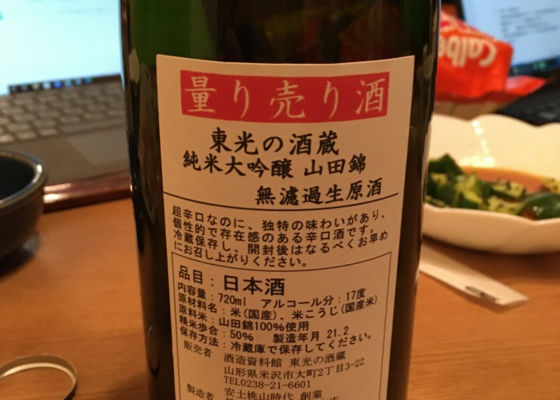 量り売り酒
東光の酒蔵
純米大吟醸 山田錦
無濾過生原酒
超辛口なのに、独特の味わいがあり、
個性的で存在感のある辛口酒です。
冷蔵保存し、開封後はなるべくお早め
にお召し上がりください。
品目：日本酒
内容量：720ml アルコール分：17度
原材料名：米(国産)、米こうじ(国産米)
原料米：山田錦100%使用
精米歩合：50% 製造年月 21.2
保存方法：冷蔵庫で保存してください。
販売者 酒造資料館 東光の酒蔵
山形県米沢市大町2丁目3-22
TEL0238-21-6601
製造者 安土桃山時代 創業
Calbe